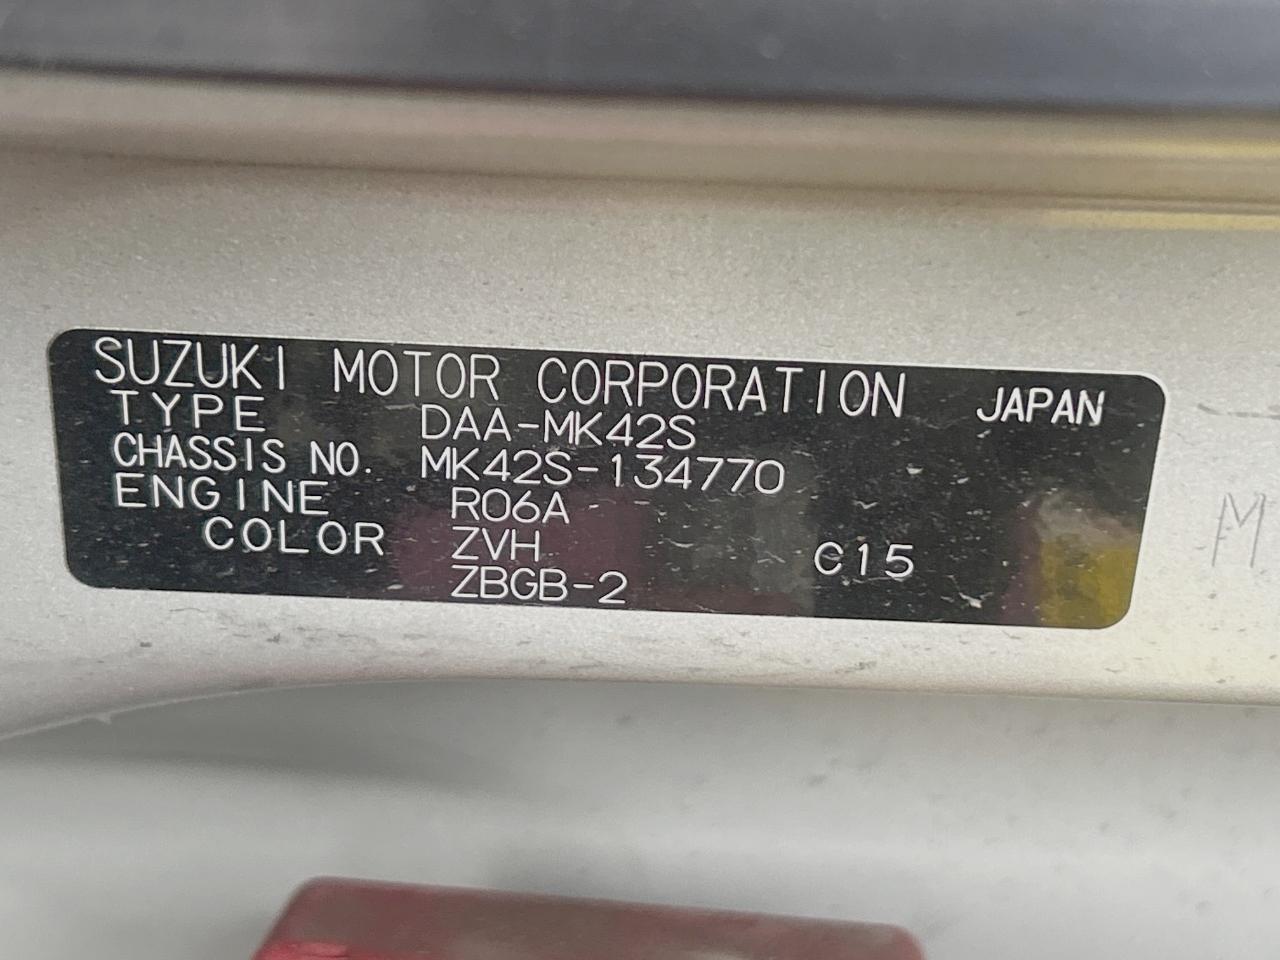 SUZUKI MOTOR CORPORATION JAPAN
TYPE DAA-MK42S
CHASSIS NO. MK42S-134770
ENGINE R06A
COLOR ZVH C15
ZBGB-2
M